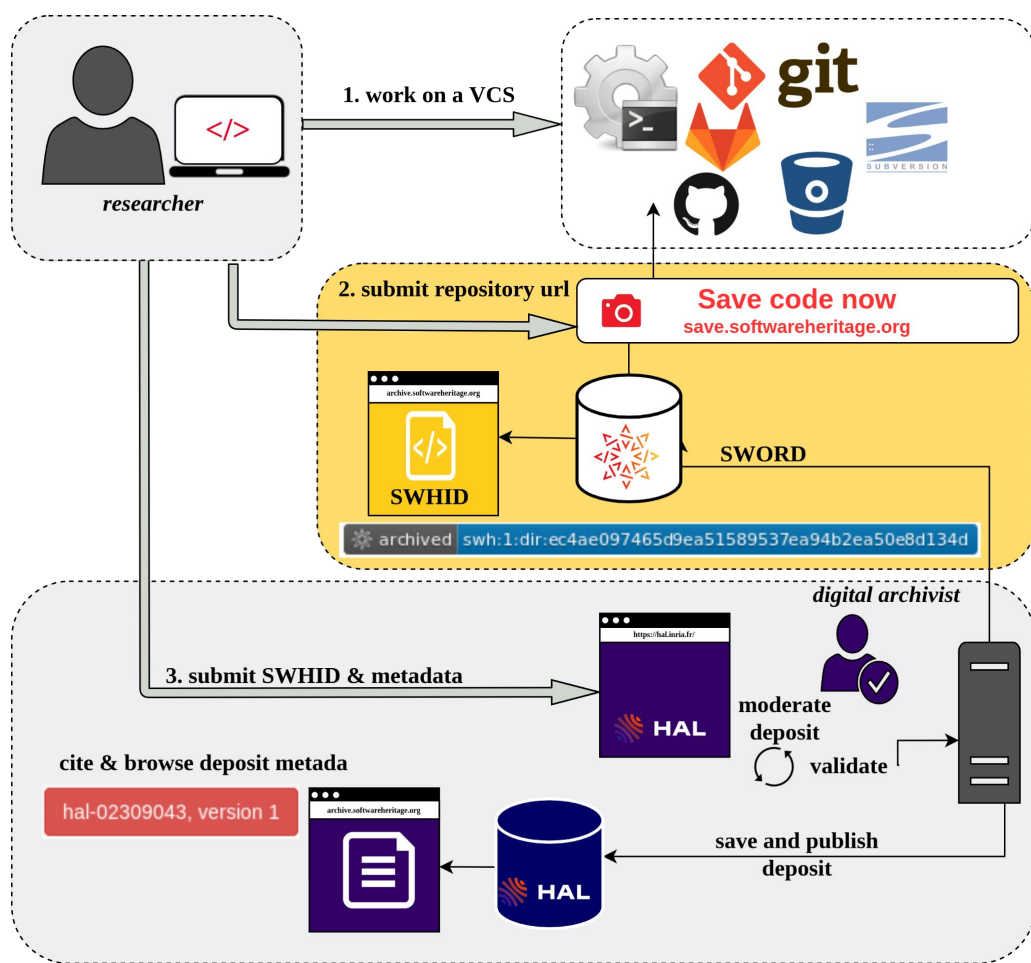 1. work on a VCS
git
</>
>_
SUBVERSION
researcher
2. submit repository url
Save code now
save.softwareheritage.org
archive.softwareheritage.org
</>
SWHID
SWORD
archived swh:1:dir:ec4ae097465d9ea51589537ea94b2ea50e8d134d
digital archivist
https://hal.inria.fr/
3. submit SWHID & metadata
HAL
moderate
deposit
validate
cite & browse deposit metada
hal-02309043, version 1
archive.softwareheritage.org
HAL
save and publish
deposit